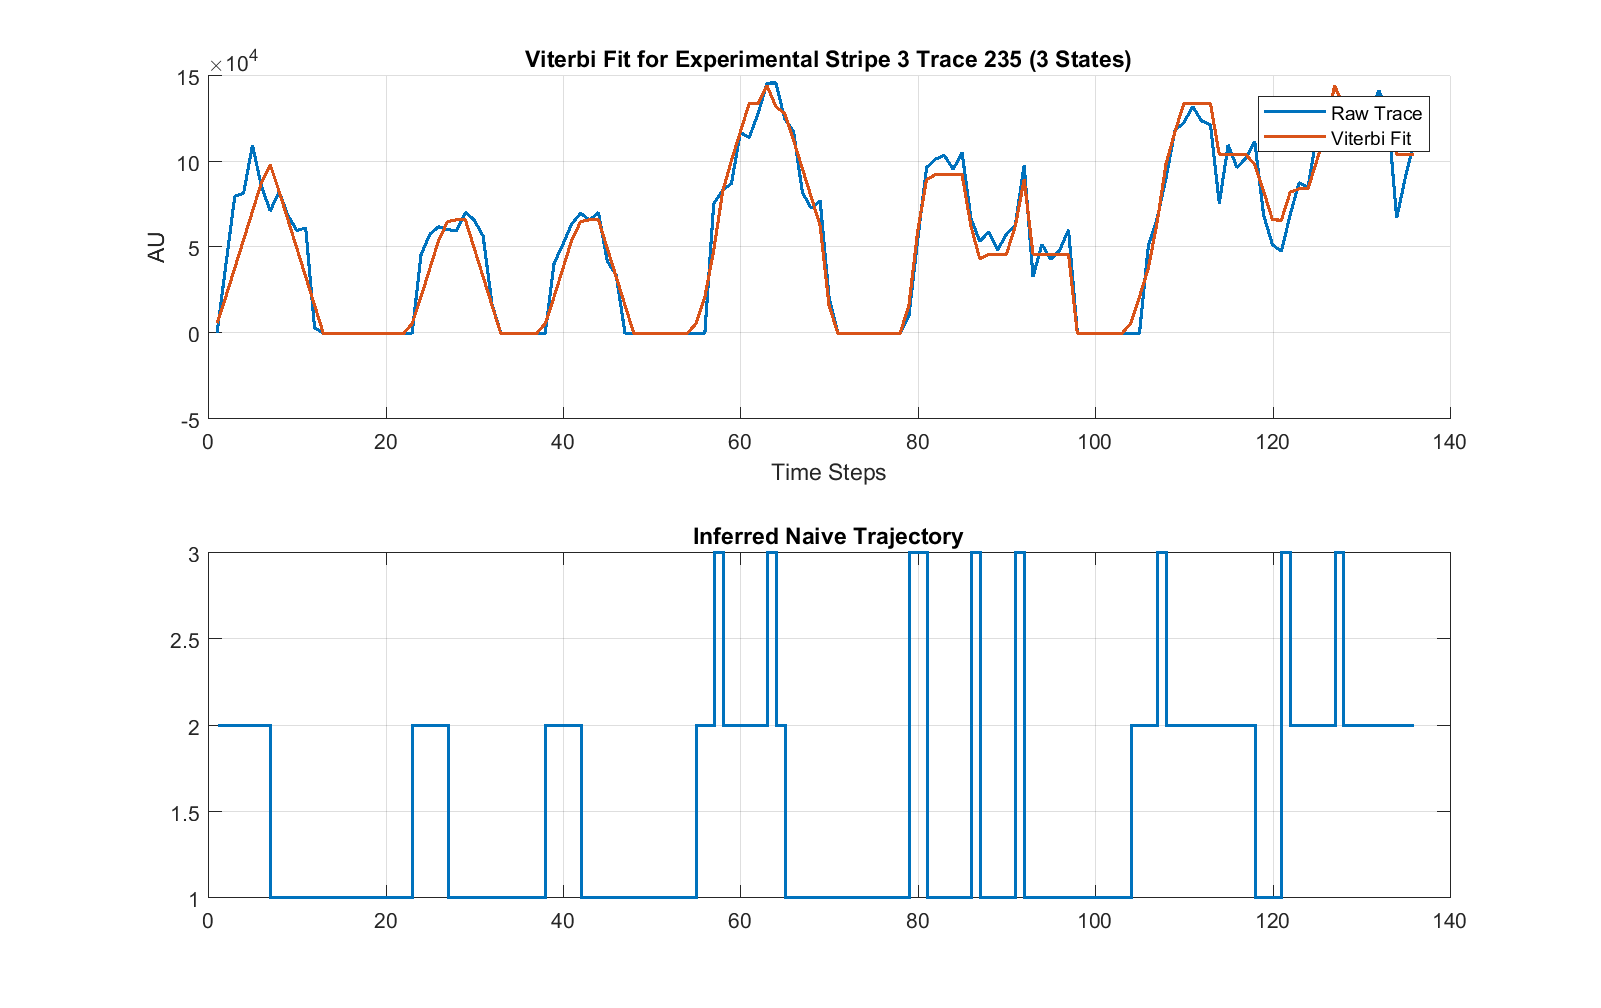 Viterbi Fit for Experimental Stripe 3 Trace 235 (3 States)
×10⁴
15
10
5
0
-5
AU
Raw Trace
Viterbi Fit
0 20 40 60 80 100 120 140
Time Steps
Inferred Naive Trajectory
3
2.5
2
1.5
1
0 20 40 60 80 100 120 140